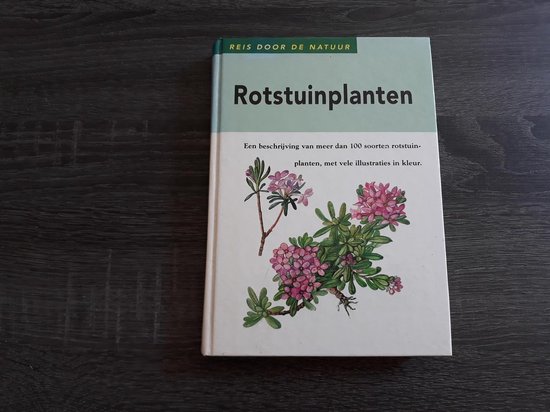 REIS DOOR DE NATUUR
Rotstuinplanten
Een beschrijving van meer dan 100 soorten rotstuin-
planten, met vele illustraties in kleur.